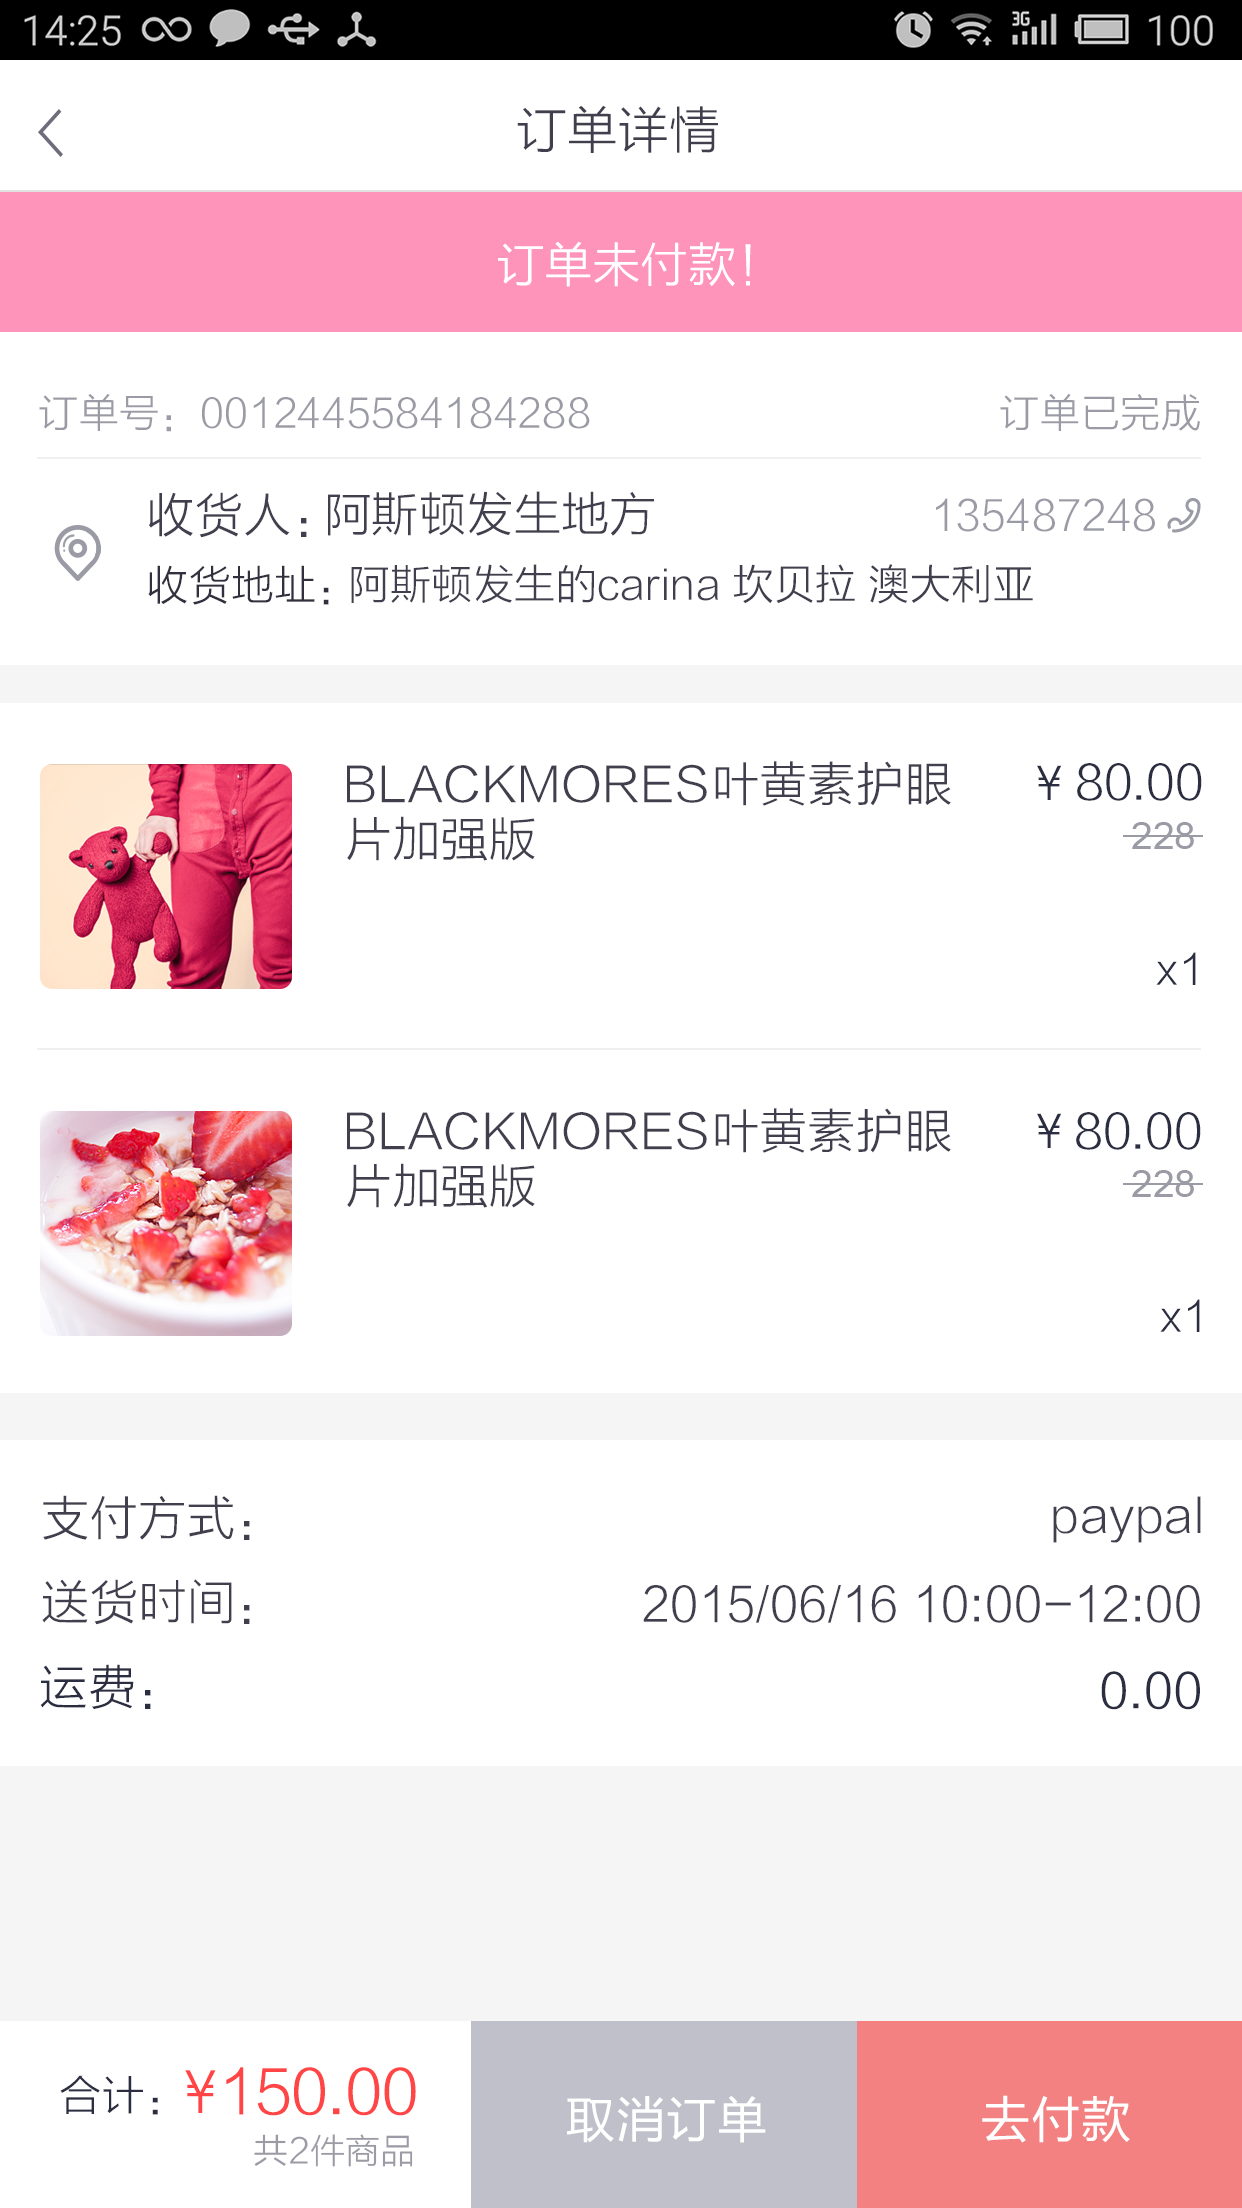 14:25 3G 100
订单详情
订单未付款!
订单号：00124455841​84288 订单已完成
收货人：阿斯顿发生地方 135487248
收货地址：阿斯顿发生的carina 坎贝拉 澳大利亚
BLACKMORES叶黄素护眼 ¥ 80.00
片加强版 228
x1
BLACKMORES叶黄素护眼 ¥ 80.00
片加强版 228
x1
支付方式： paypal
送货时间： 2015/06/16 10:00-12:00
运费： 0.00
合计：¥150.00
共2件商品
取消订单
去付款